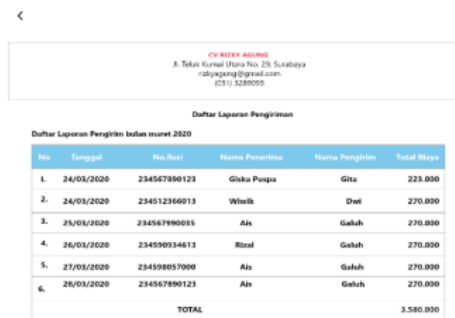 CV RIZKY AGUNG
Jl. Teluk Kumai Utara No. 29, Surabaya
rizkyagung@gmail.com
(031) 3289093
Daftar Laporan Pengiriman
Daftar Laporan Pengirim bulan maret 2020
No Tanggal No.Resi Nama Penerima Nama Pengirim Total Biaya
1. 24/03/2020 234567890123 Giska Puspa Gita 223.000
2. 24/03/2020 234512366013 Wiwik Dwi 270.000
3. 25/03/2020 234567990035 Ais Galuh 270.000
4. 26/03/2020 234590934613 Rizal Galuh 270.000
5. 27/03/2020 234598057000 Ais Galuh 270.000
6. 28/03/2020 234567890123 Ais Galuh 270.000
TOTAL 3.580.000